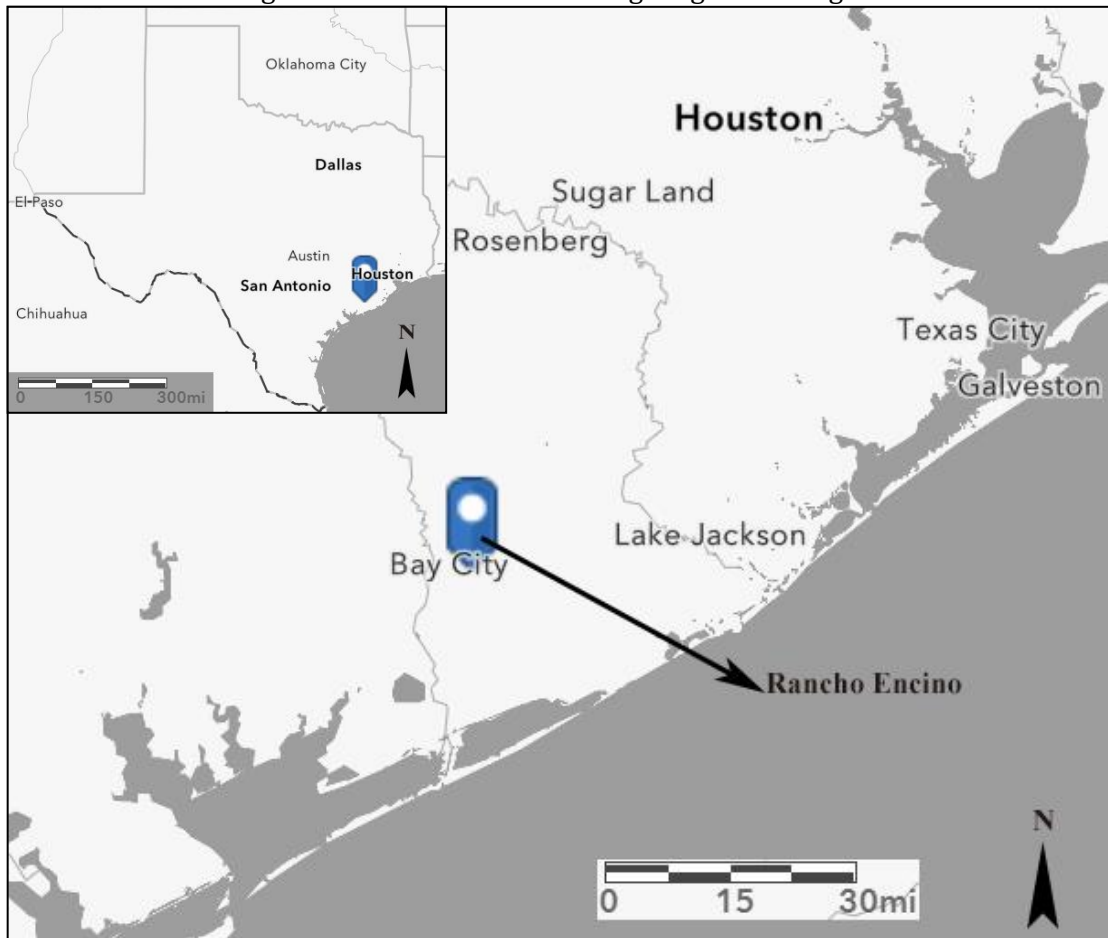 Oklahoma City
Dallas
El Paso
Austin
Houston
San Antonio
Chihuahua
N
0 150 300mi
Houston
Sugar Land
Rosenberg
Texas City
Galveston
Lake Jackson
Bay City
Rancho Encino
N
0 15 30mi